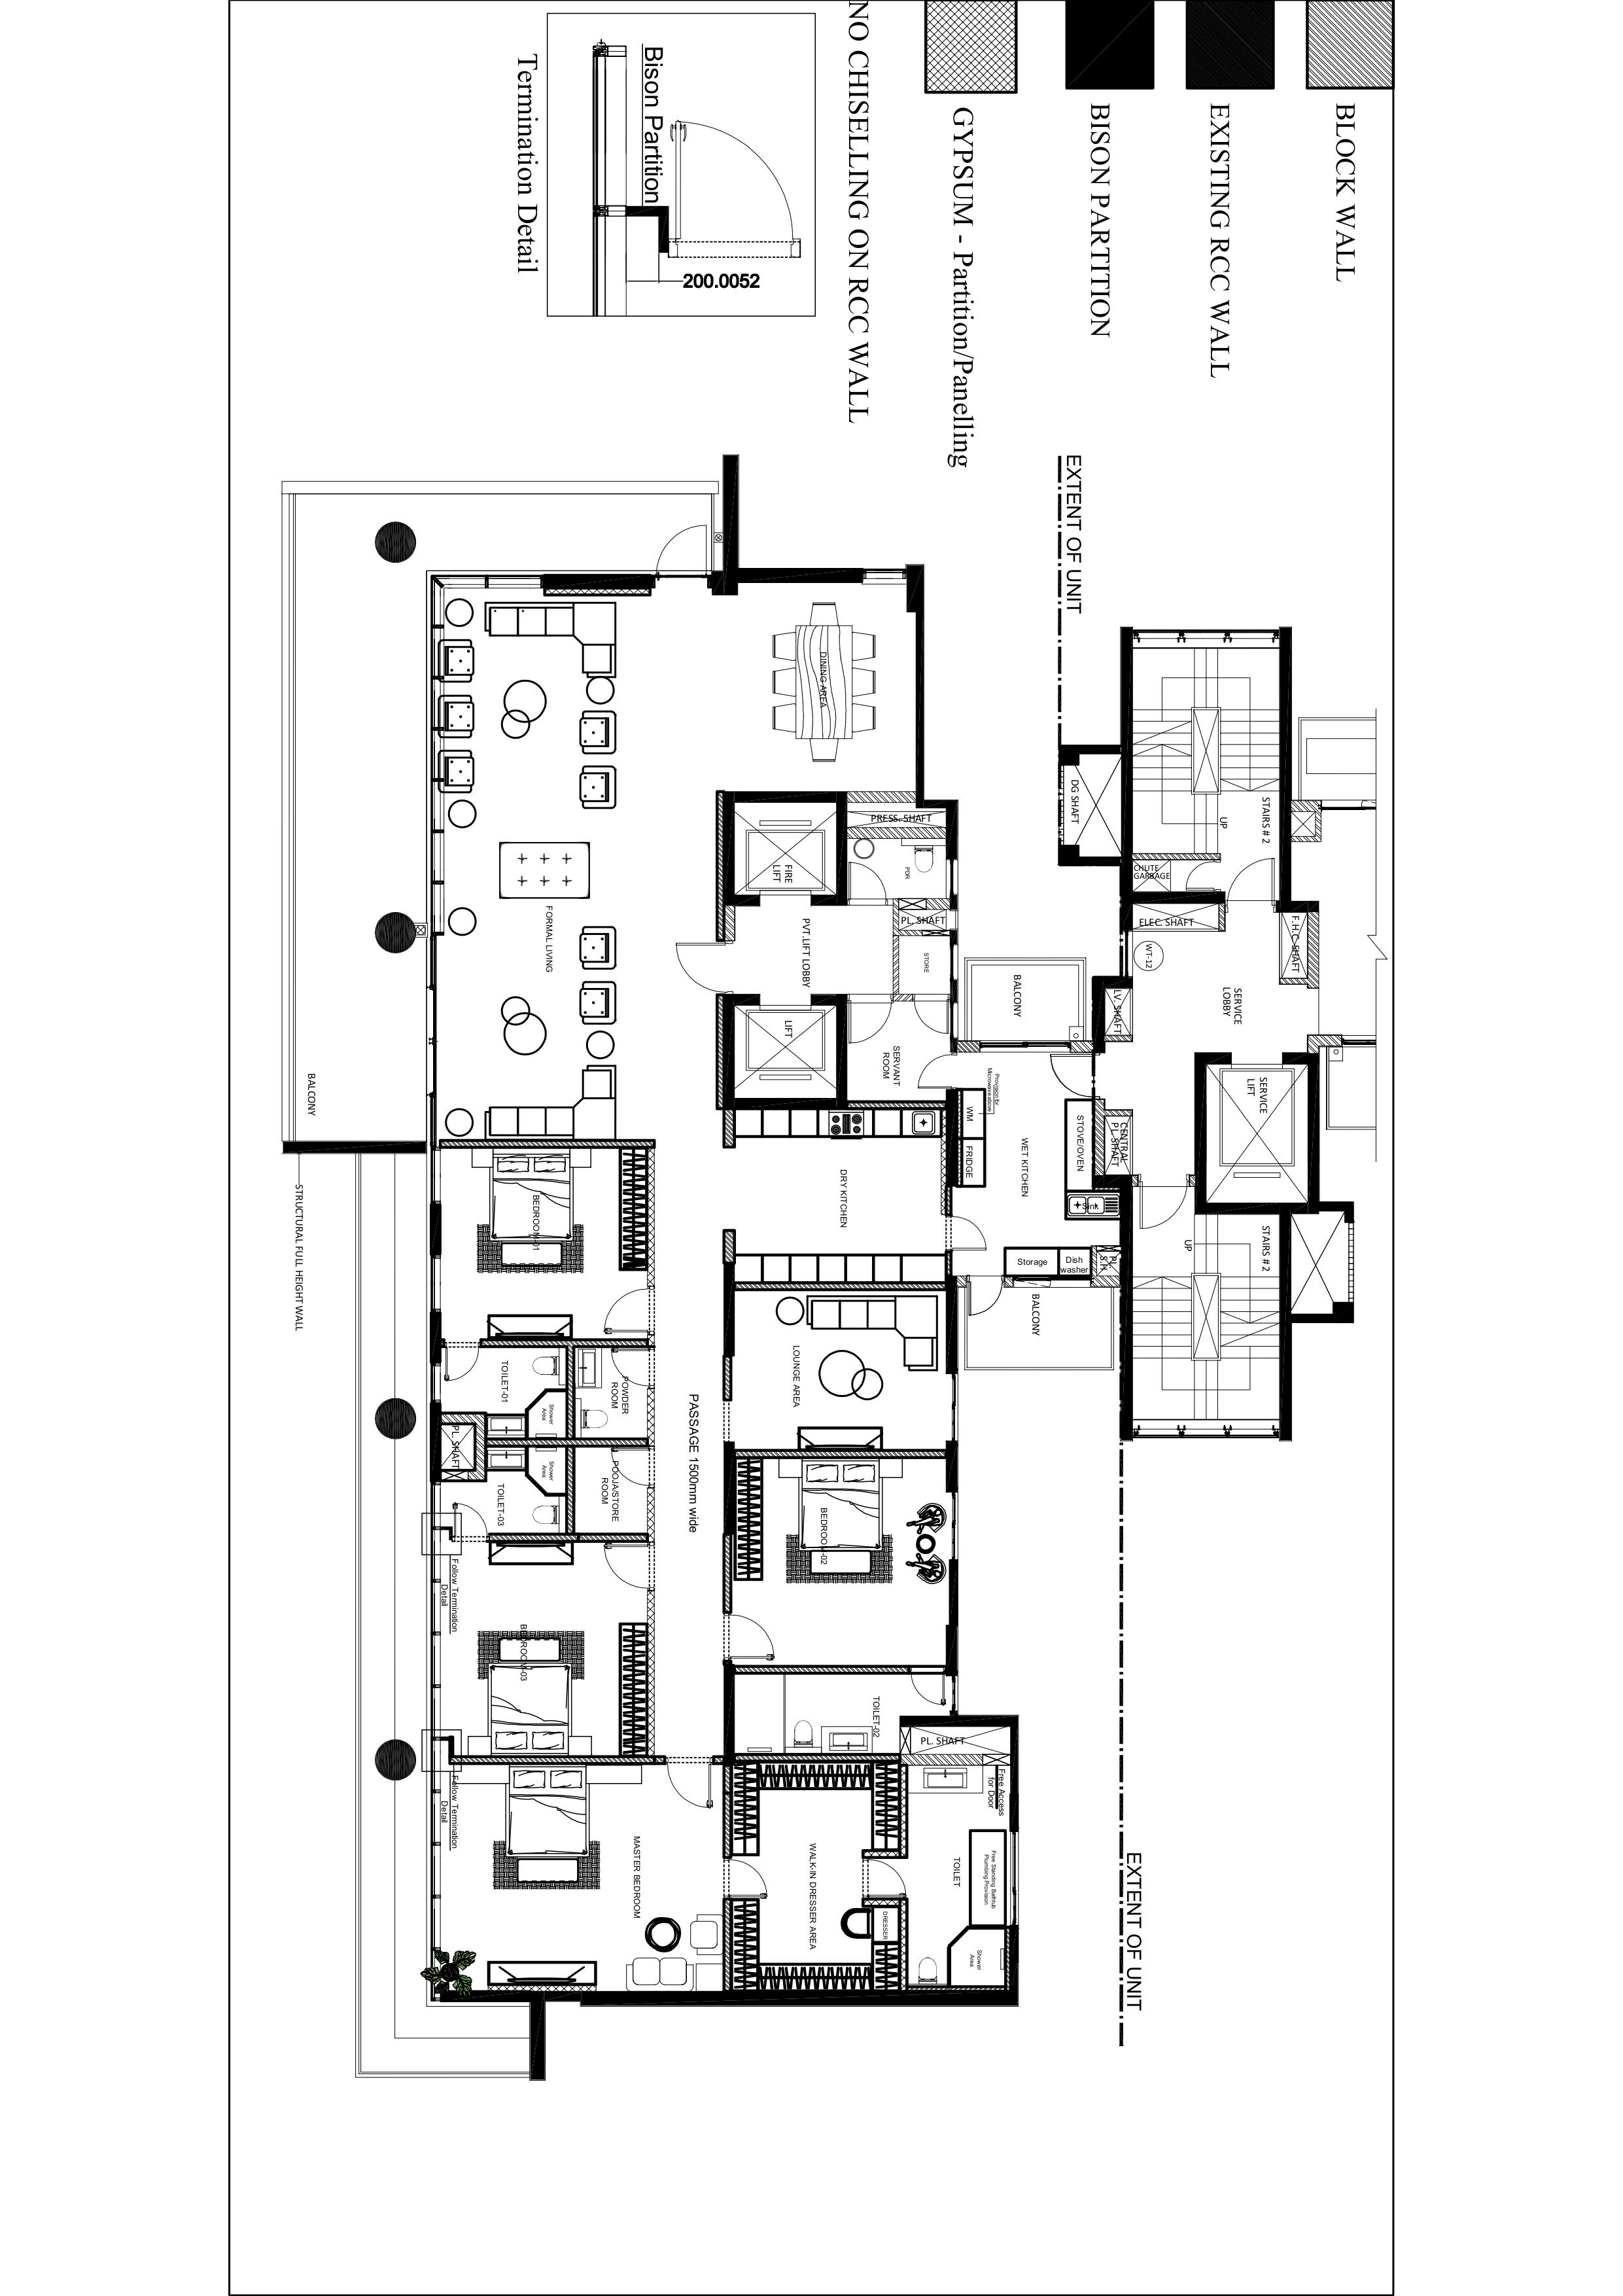 BLOCK WALL
EXISTING RCC WALL
BISON PARTITION
GYPSUM - Partition/Panelling
NO CHISELLING ON RCC WALL
Bison Partition
200.0052
Termination Detail
EXTENT OF UNIT
STAIRS # 2
UP
DG SHAFT
CHUTE
GARBAGE
ELEC. SHAFT
F.H.C. SHAFT
WT-12
SERVICE
LOBBY
LV. SHAFT
SERVICE
LIFT
CENTRAL
PL.SHAFT
STAIRS # 2
UP
DINING AREA
PRESS. SHAFT
PDR
FIRE
LIFT
PL. SHAFT
STORE
PVT.LIFT LOBBY
LIFT
SERVANT
ROOM
BALCONY
Provision for
Microwave above
WM
FRIDGE
WET KITCHEN
STOVE/OVEN
Sink
Storage
Dish
washer
PL.
S.H.
BALCONY
DRY KITCHEN
FORMAL LIVING
BALCONY
STRUCTURAL FULL HEIGHT WALL
BEDROOM-01
LOUNGE AREA
TOILET-01
Shower
Area
POWDER
ROOM
PL. SHAFT
PASSAGE 1500mm wide
Shower
Area
TOILET-03
POOJA/STORE
ROOM
BEDROOM-02
Follow Termination
Detail
BEDROOM-03
TOILET-02
PL. SHAFT
Free Access
for Door
Follow Termination
Detail
MASTER BEDROOM
WALK-IN DRESSER AREA
DRESSER
TOILET
Free Standing Bathtub
Plumbing Provision
Shower
Area
EXTENT OF UNIT